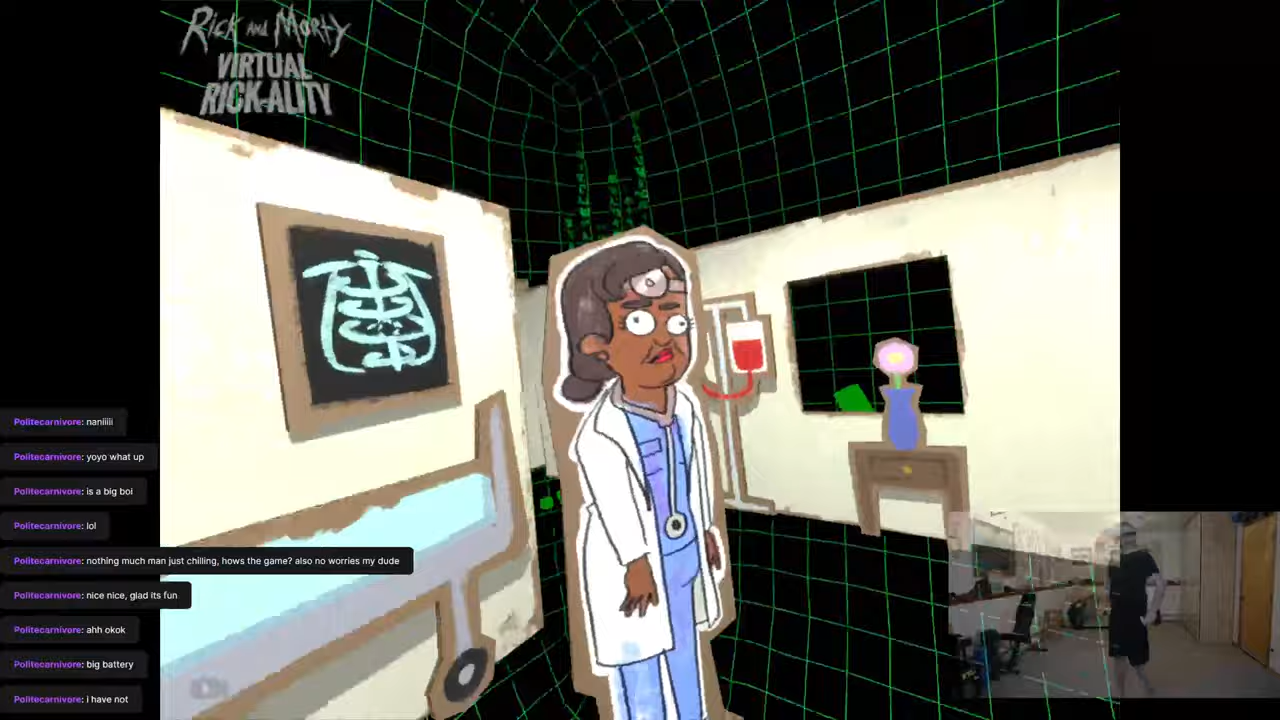 RICK AND MORTY
VIRTUAL
RICK-ALITY
Politecarnivore: naniiiii
Politecarnivore: yoyo what up
Politecarnivore: is a big boi
Politecarnivore: lol
Politecarnivore: nothing much man just chilling, hows the game? also no worries my dude
Politecarnivore: nice nice, glad its fun
Politecarnivore: ahh okok
Politecarnivore: big battery
Politecarnivore: i have not